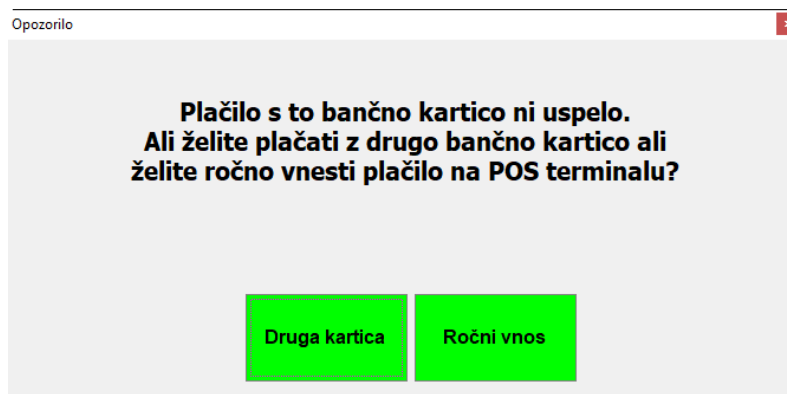 Opozorilo
Plačilo s to bančno kartico ni uspelo.
Ali želite plačati z drugo bančno kartico ali
želite ročno vnesti plačilo na POS terminalu?
Druga kartica
Ročni vnos